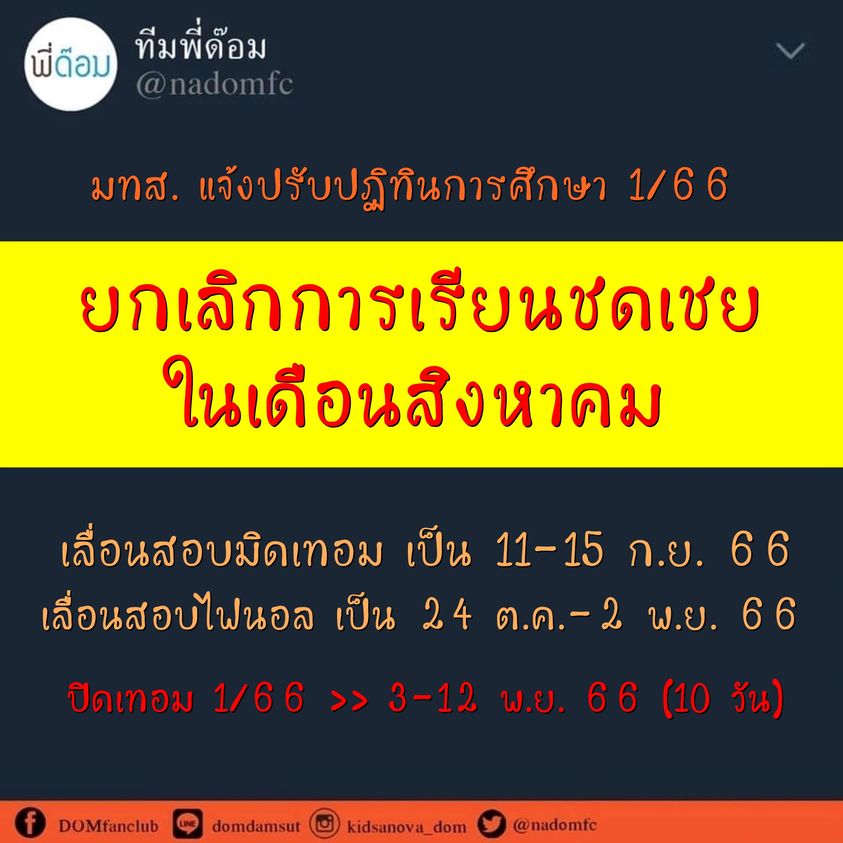 พี่ด๊อม
ทีมพี่ด๊อม
@nadomfc
มทส. แจ้งปรับปฏิทินการศึกษา 1/66
ยกเลิกการเรียนชดเชย
ในเดือนสิงหาคม
เลื่อนสอบมิดเทอม เป็น 11-15 ก.ย. 66
เลื่อนสอบไฟนอล เป็น 24 ต.ค.-2 พ.ย. 66
ปิดเทอม 1/66 >> 3-12 พ.ย. 66 (10 วัน)
DOMfanclub LINE domdamsut kidsanova_dom @nadomfc